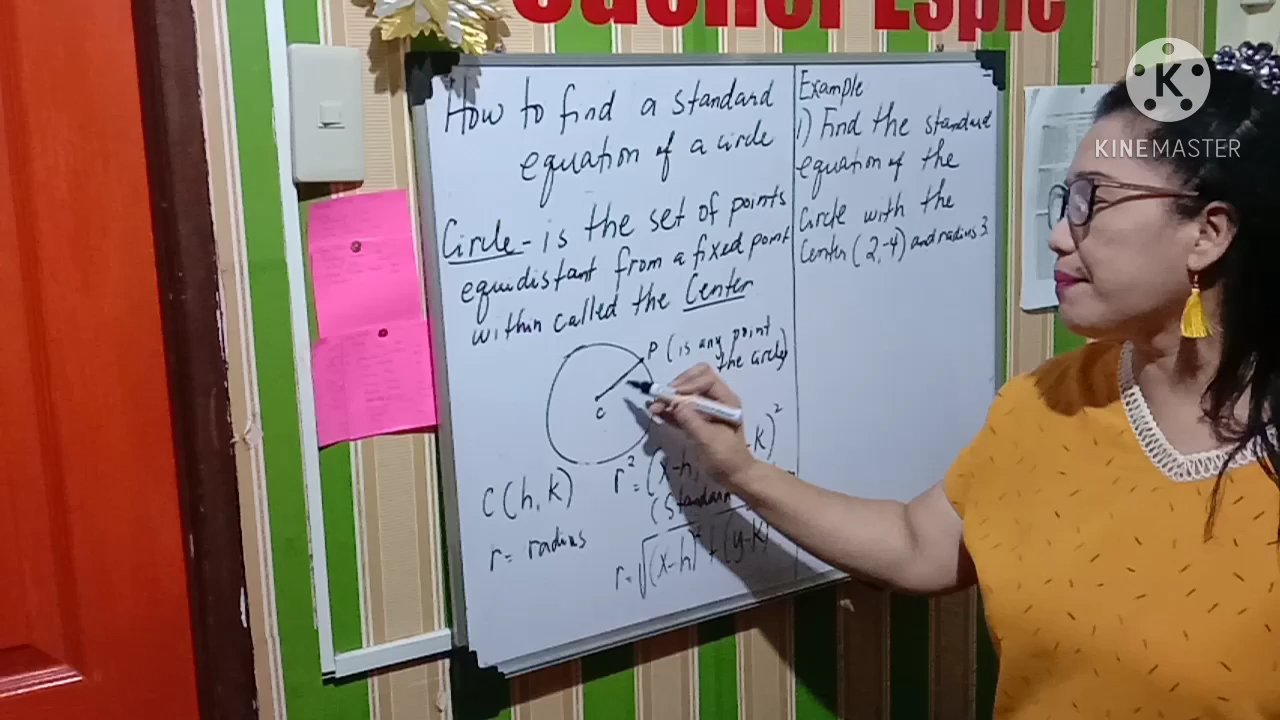 Teacher Espie
KINEMASTER
How to find a standard
equation of a circle
Circle - is the set of points
equidistant from a fixed point
within called the Center
P (is any point
the circle)
C
C(h, k)
r = radius
r² = (x-h,
-k)²
(Standard
r = √(x-h)² + (y-k)
Example
1) Find the standard
equation of the
Circle with the
Center (2, -4) and radius 3.